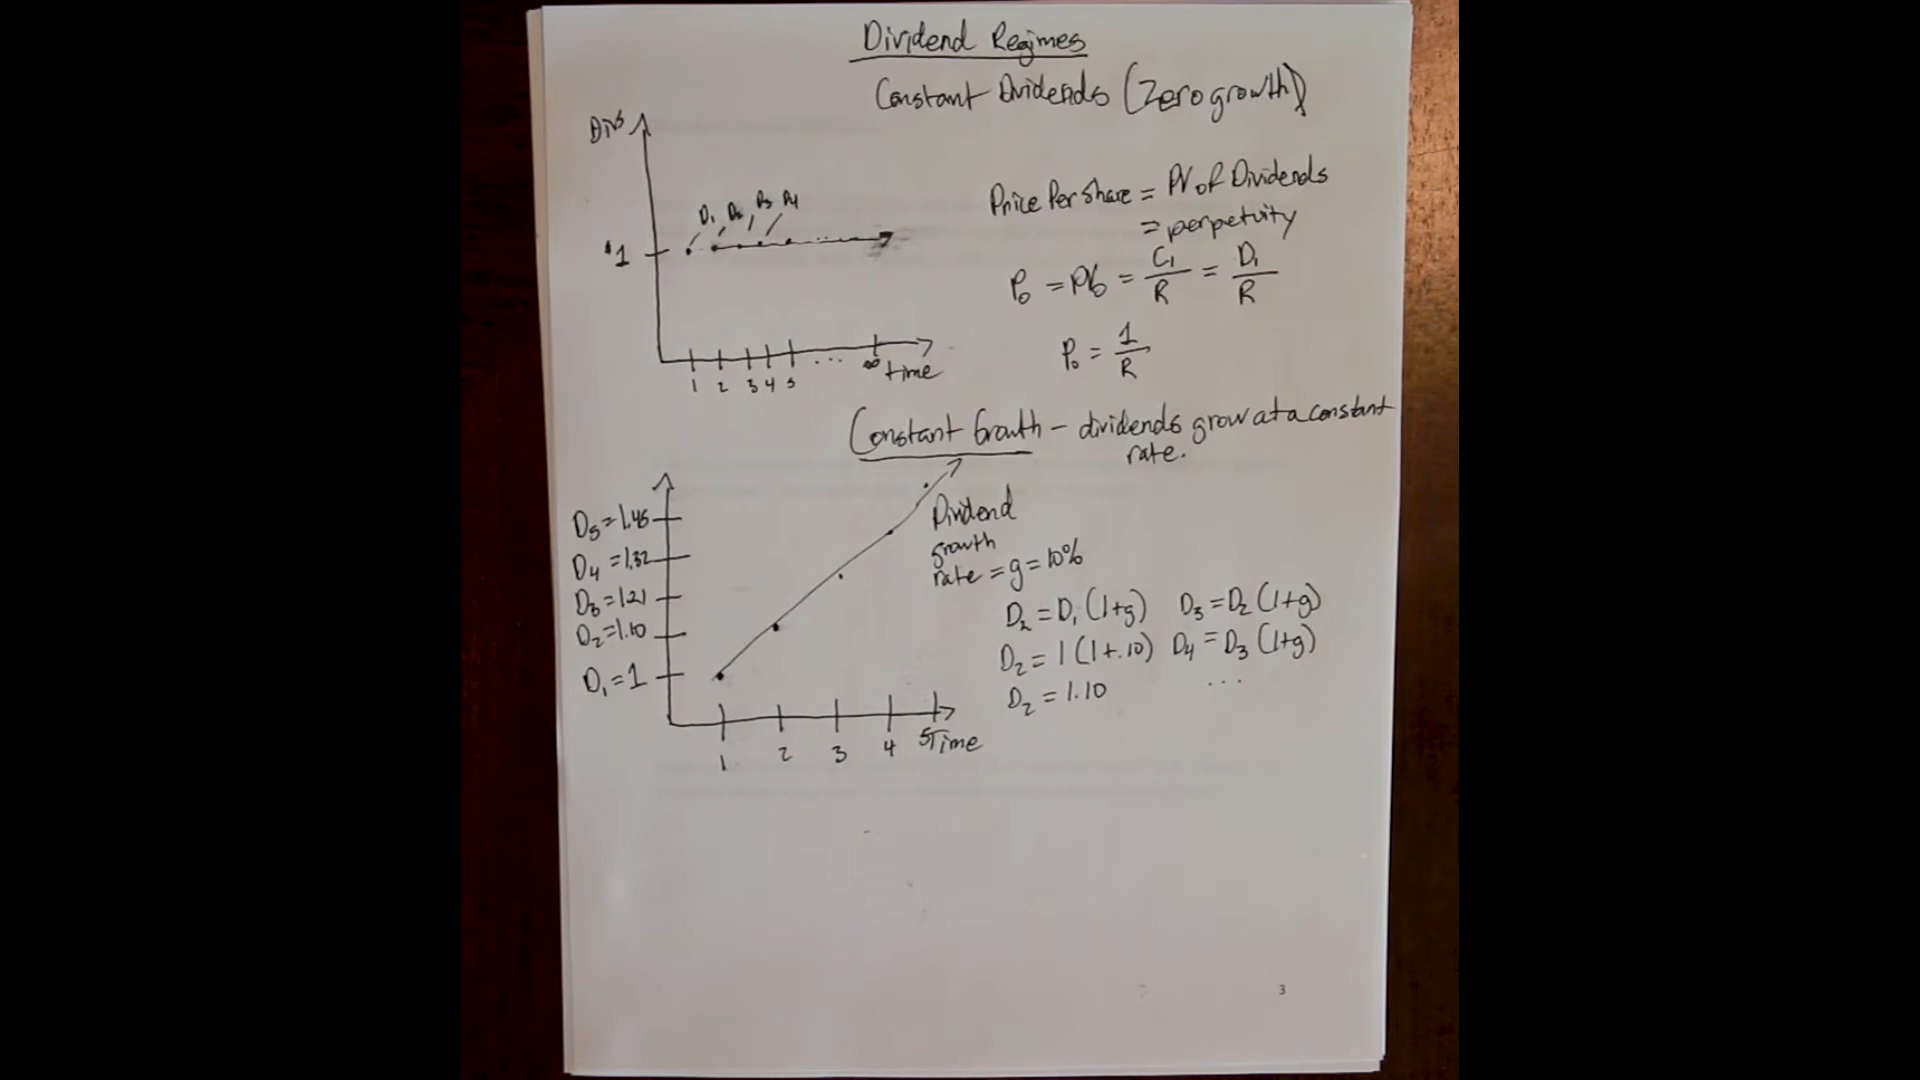 Dividend Regimes
Constant Dividends (Zero growth)
Divs
D1 D2 D3 D4
$1
1 2 3 4 5 ... ∞ time
Price Per Share = PV of Dividends
= perpetuity
P0 = PV0 = C1/R = D1/R
P0 = 1/R
Constant Growth – dividends grow at a constant
rate.
D5 = 1.46
D4 = 1.32
D3 = 1.21
D2 = 1.10
D1 = 1
1 2 3 4 5 Time
Dividend
growth
rate = g = 10%
D2 = D1 (1+g) D3 = D2 (1+g)
D2 = 1 (1+.10) D4 = D3 (1+g)
D2 = 1.10 ...
3